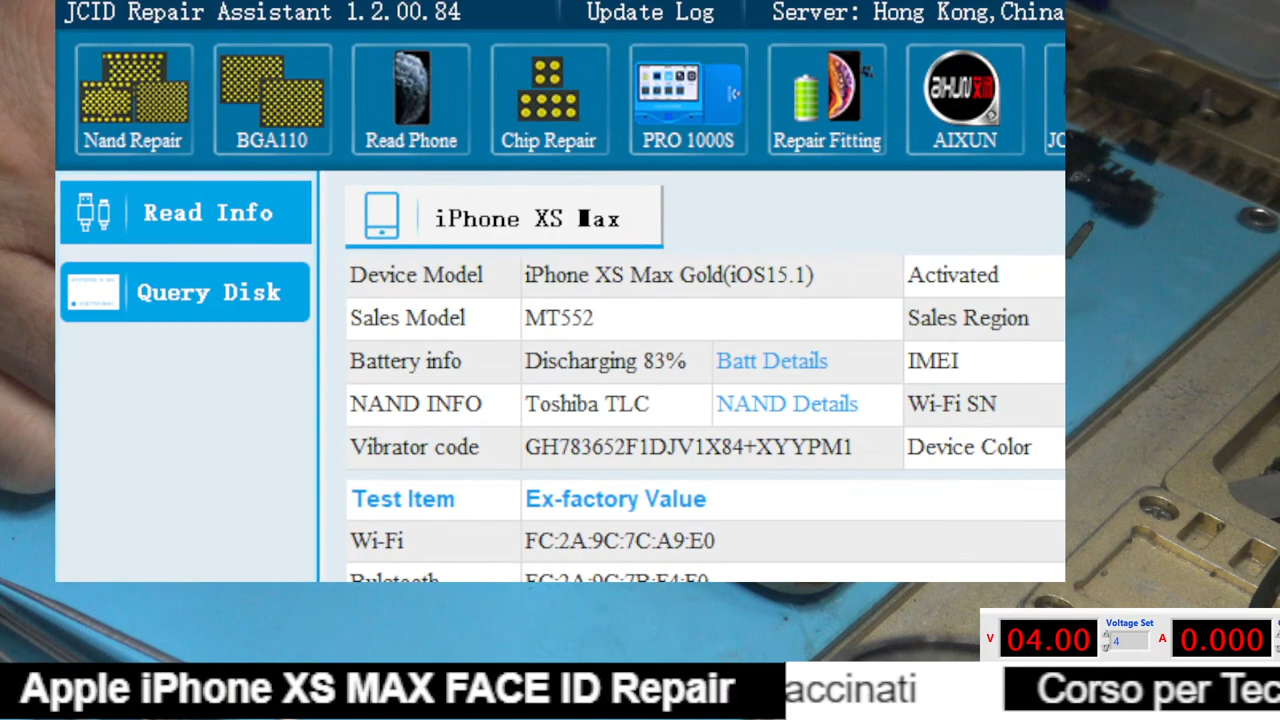 JCID Repair Assistant 1.2.00.84 Update Log Server: Hong Kong,China
Nand Repair BGA110 Read Phone Chip Repair PRO 1000S Repair Fitting AIXUN JC
Read Info
Query Disk
iPhone XS Max
Device Model iPhone XS Max Gold(iOS15.1) Activated
Sales Model MT552 Sales Region
Battery info Discharging 83% Batt Details IMEI
NAND INFO Toshiba TLC NAND Details Wi-Fi SN
Vibrator code GH783652F1DJV1X84+XYYPM1 Device Color
Test Item Ex-factory Value
Wi-Fi FC:2A:9C:7C:A9:E0
V 04.00 Voltage Set 4 A 0.000
Apple iPhone XS MAX FACE ID Repair accinati Corso per Tec